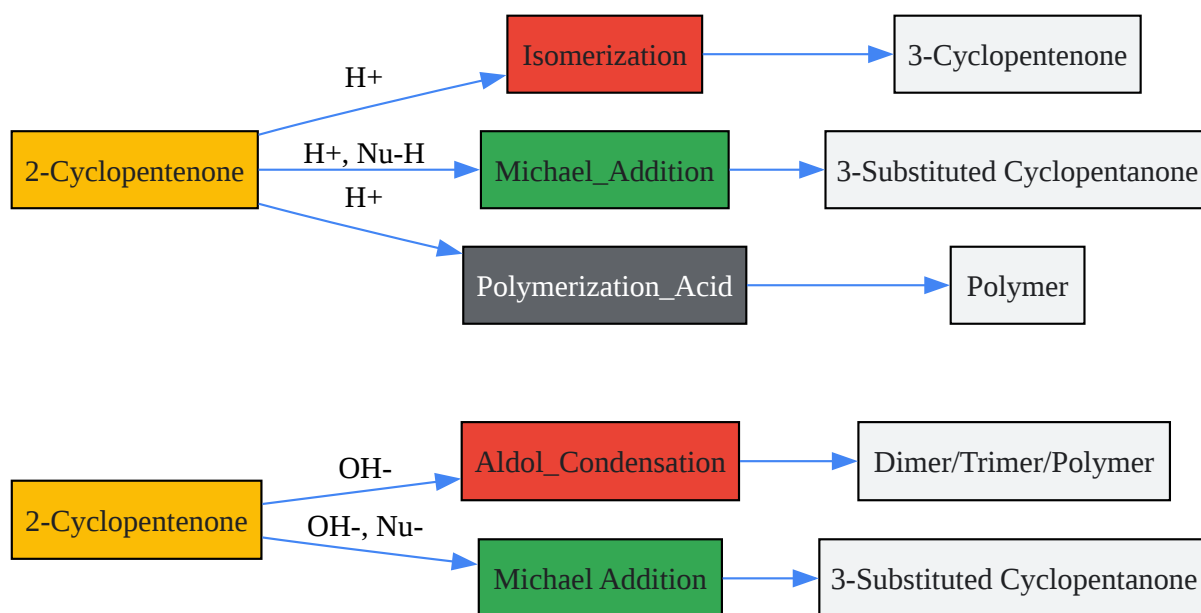 Isomerization
3-Cyclopentenone
H+
2-Cyclopentenone
H+, Nu-H
Michael_Addition
3-Substituted Cyclopentanone
H+
Polymerization_Acid
Polymer
Aldol_Condensation
Dimer/Trimer/Polymer
OH-
2-Cyclopentenone
OH-, Nu-
Michael Addition
3-Substituted Cyclopentanone